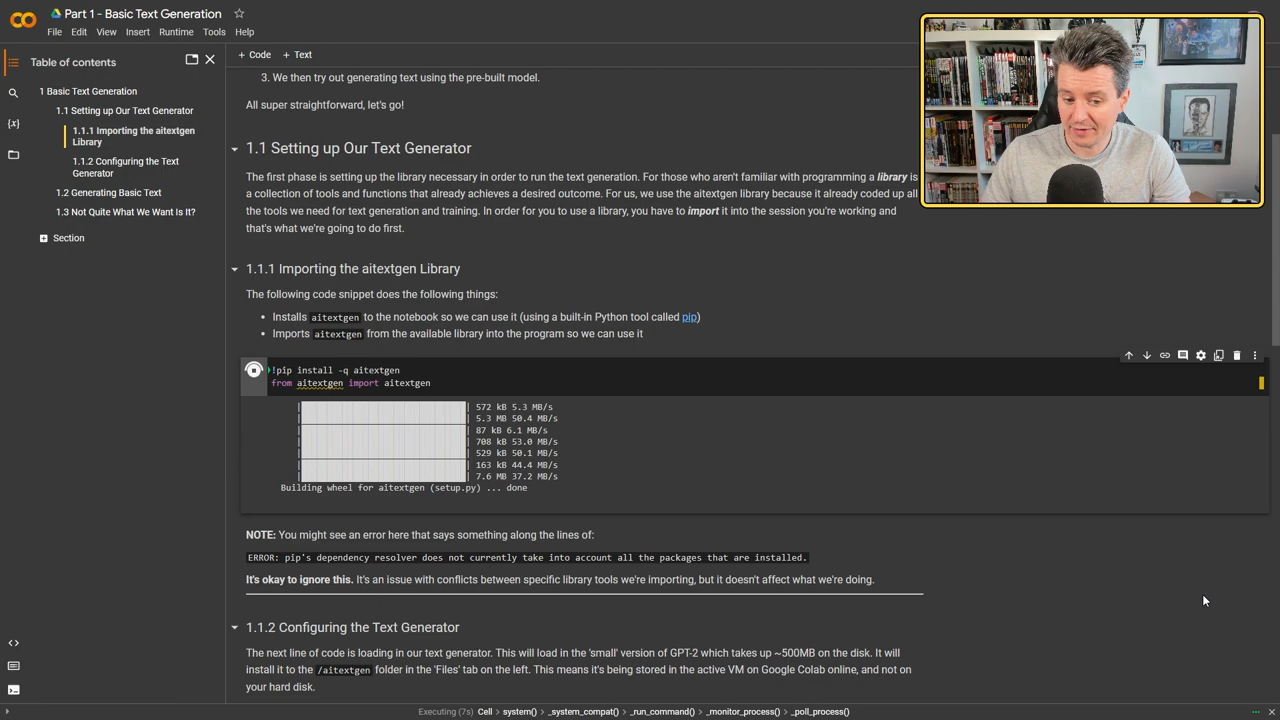 Part 1 - Basic Text Generation
File Edit View Insert Runtime Tools Help
Table of contents
1 Basic Text Generation
1.1 Setting up Our Text Generator
1.1.1 Importing the aitextgen
Library
1.1.2 Configuring the Text
Generator
1.2 Generating Basic Text
1.3 Not Quite What We Want Is It?
Section
+ Code + Text
3. We then try out generating text using the pre-built model.
All super straightforward, let's go!
1.1 Setting up Our Text Generator
The first phase is setting up the library necessary in order to run the text generation. For those who aren't familiar with programming a library is
a collection of tools and functions that already achieves a desired outcome. For us, we use the aitextgen library because it already coded up all
the tools we need for text generation and training. In order for you to use a library, you have to import it into the session you're working and
that's what we're going to do first.
1.1.1 Importing the aitextgen Library
The following code snippet does the following things:
• Installs aitextgen to the notebook so we can use it (using a built-in Python tool called pip)
• Imports aitextgen from the available library into the program so we can use it
!pip install -q aitextgen
from aitextgen import aitextgen
| | 572 kB 5.3 MB/s
| | 5.3 MB 50.4 MB/s
| | 87 kB 6.1 MB/s
| | 708 kB 53.0 MB/s
| | 529 kB 50.1 MB/s
| | 163 kB 44.4 MB/s
| | 7.6 MB 37.2 MB/s
Building wheel for aitextgen (setup.py) ... done
NOTE: You might see an error here that says something along the lines of:
ERROR: pip's dependency resolver does not currently take into account all the packages that are installed.
It's okay to ignore this. It's an issue with conflicts between specific library tools we're importing, but it doesn't affect what we're doing.
1.1.2 Configuring the Text Generator
The next line of code is loading in our text generator. This will load in the 'small' version of GPT-2 which takes up ~500MB on the disk. It will
install it to the /aitextgen folder in the 'Files' tab on the left. This means it's being stored in the active VM on Google Colab online, and not on
your hard disk.
Executing (7s) Cell > system() > _system_compat() > _run_command() > _monitor_process() > _poll_process()